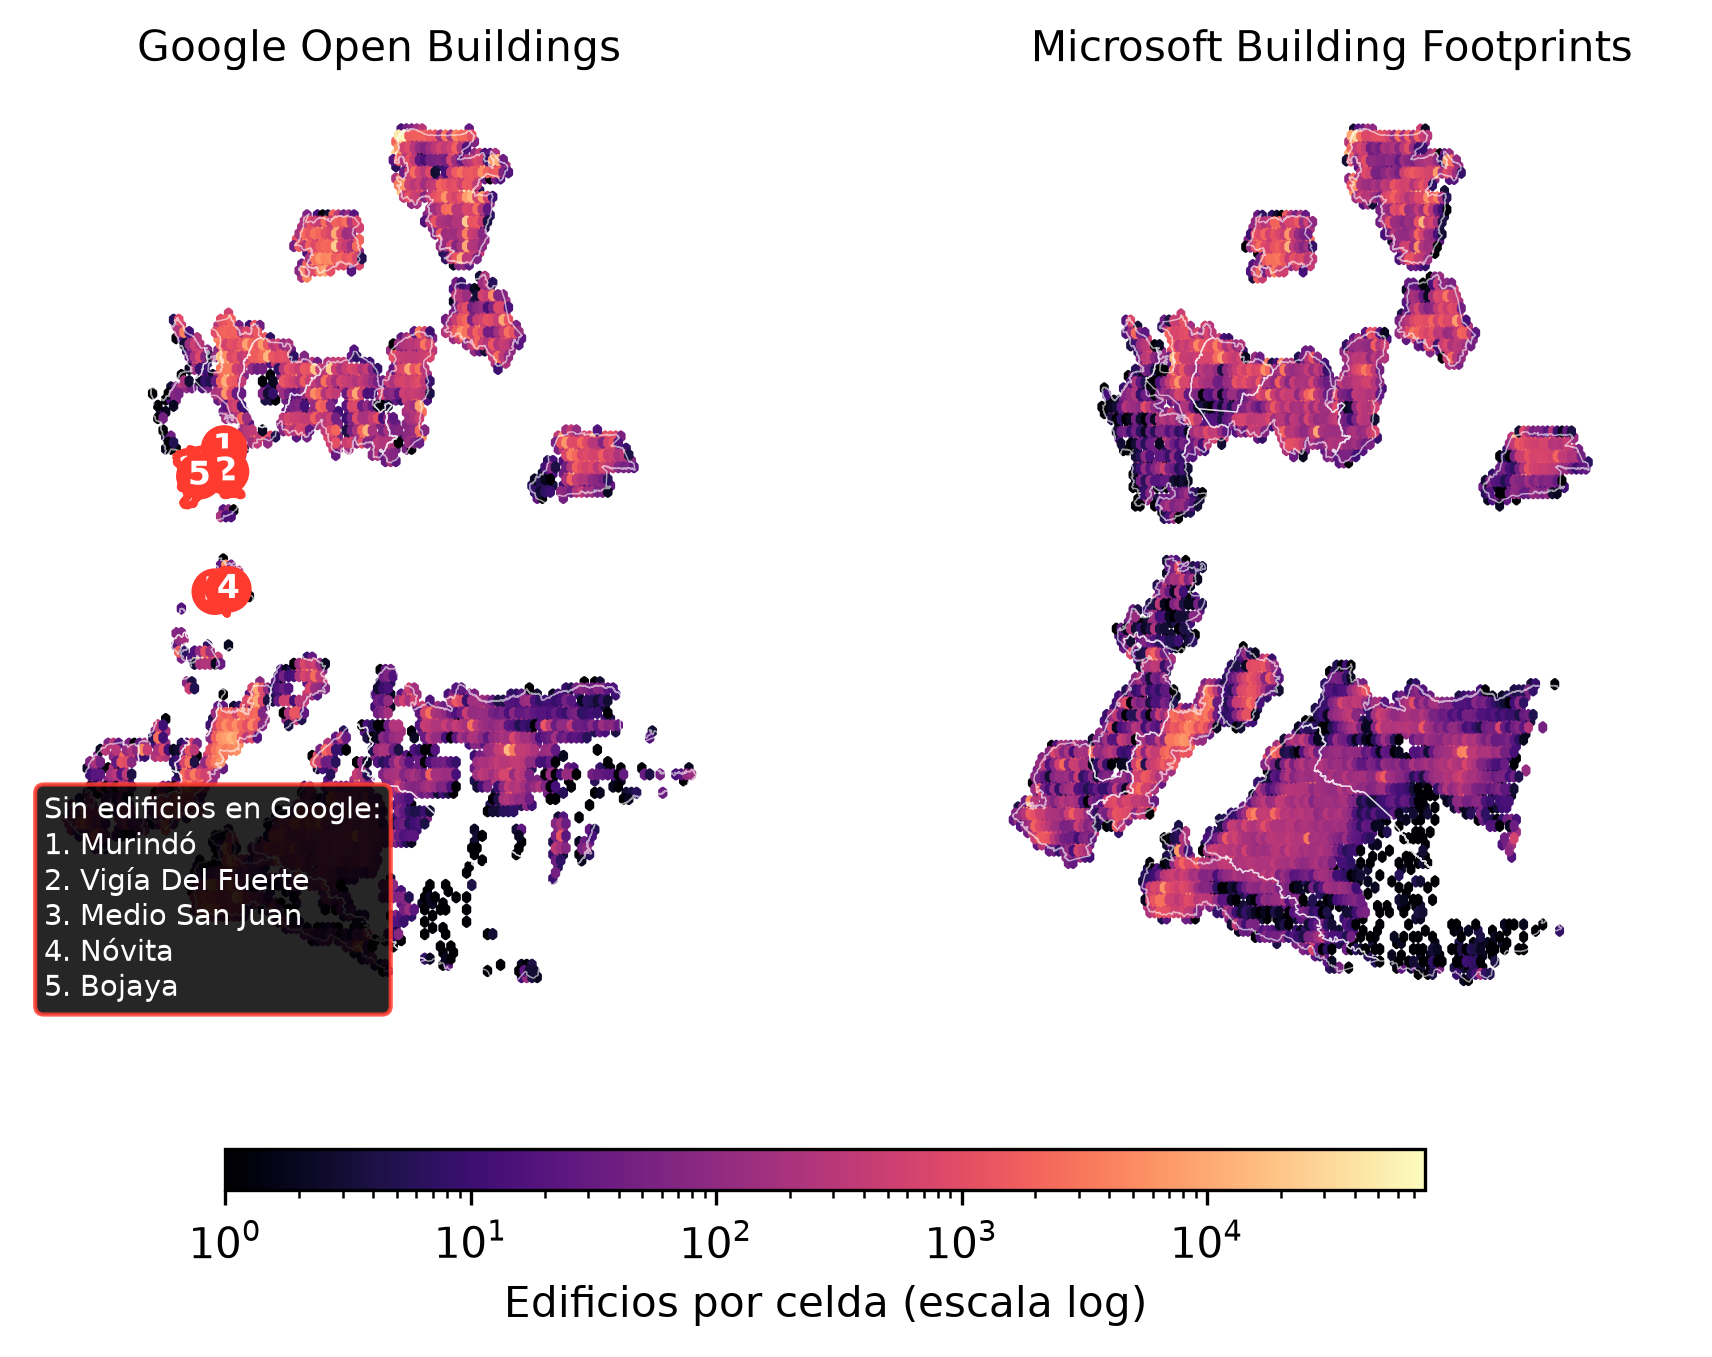 Google Open Buildings
Microsoft Building Footprints
1
5 2
4
Sin edificios en Google:
1. Murindó
2. Vigía Del Fuerte
3. Medio San Juan
4. Nóvita
5. Bojaya
10⁰ 10¹ 10² 10³ 10⁴
Edificios por celda (escala log)